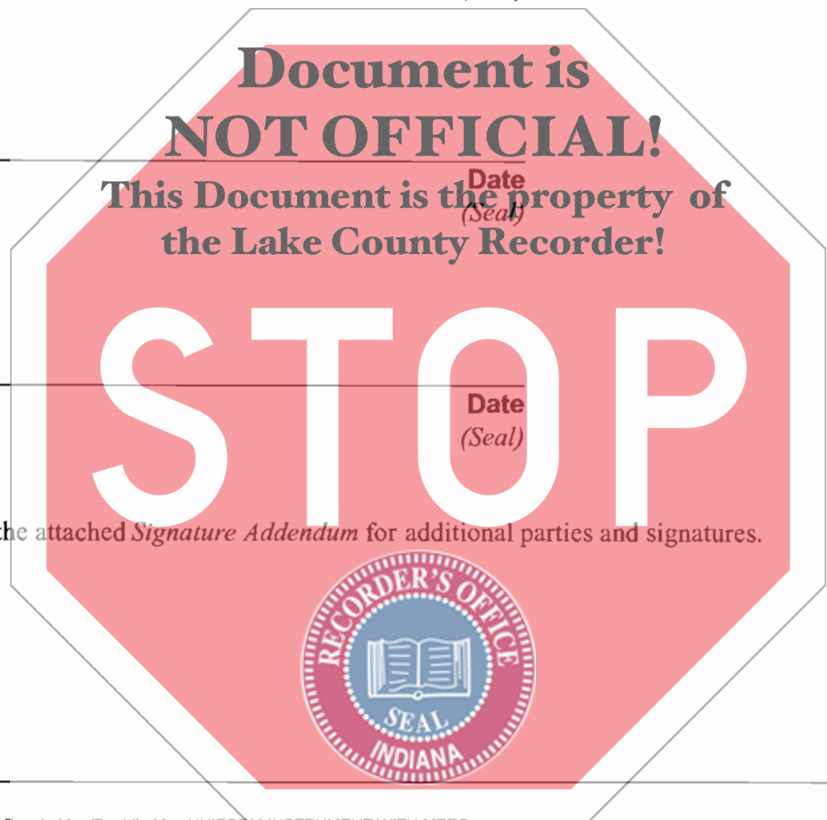 Document is
NOT OFFICIAL!
Date
This Document is the property of
(Seal)
the Lake County Recorder!
STOP
Date
(Seal)
the attached Signature Addendum for additional parties and signatures.
RECORDER'S OFFICE
SEAL
INDIANA